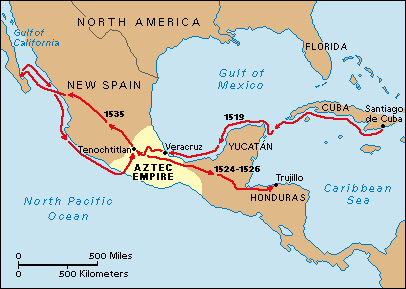 NORTH AMERICA
Gulf of
California
FLORIDA
NEW SPAIN
Gulf of
Mexico
1535
1519
CUBA
Santiago
de Cuba
Tenochtitlan
Veracruz
YUCATÁN
AZTEC
EMPIRE
1524-1526
Trujillo
HONDURAS
Caribbean
Sea
North Pacific
Ocean
0
500 Miles
0
500 Kilometers